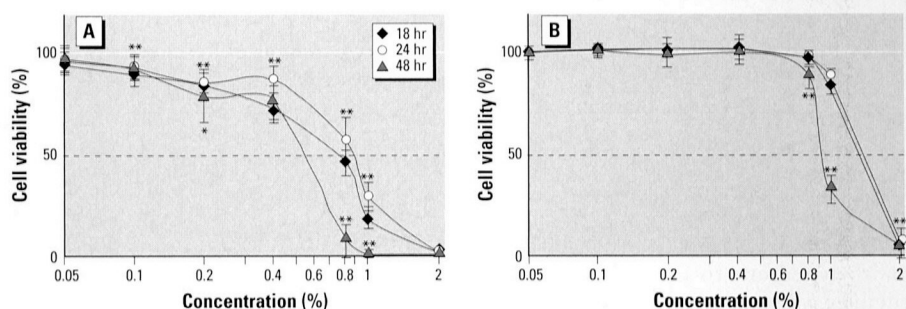 A
18 hr
24 hr
48 hr
Cell viability (%)
100
50
0
**
**
*
**
**
**
**
**
0.05 0.1 0.2 0.4 0.6 0.8 1 2
Concentration (%)
B
Cell viability (%)
100
50
0
**
**
**
0.05 0.1 0.2 0.4 0.6 0.8 1 2
Concentration (%)